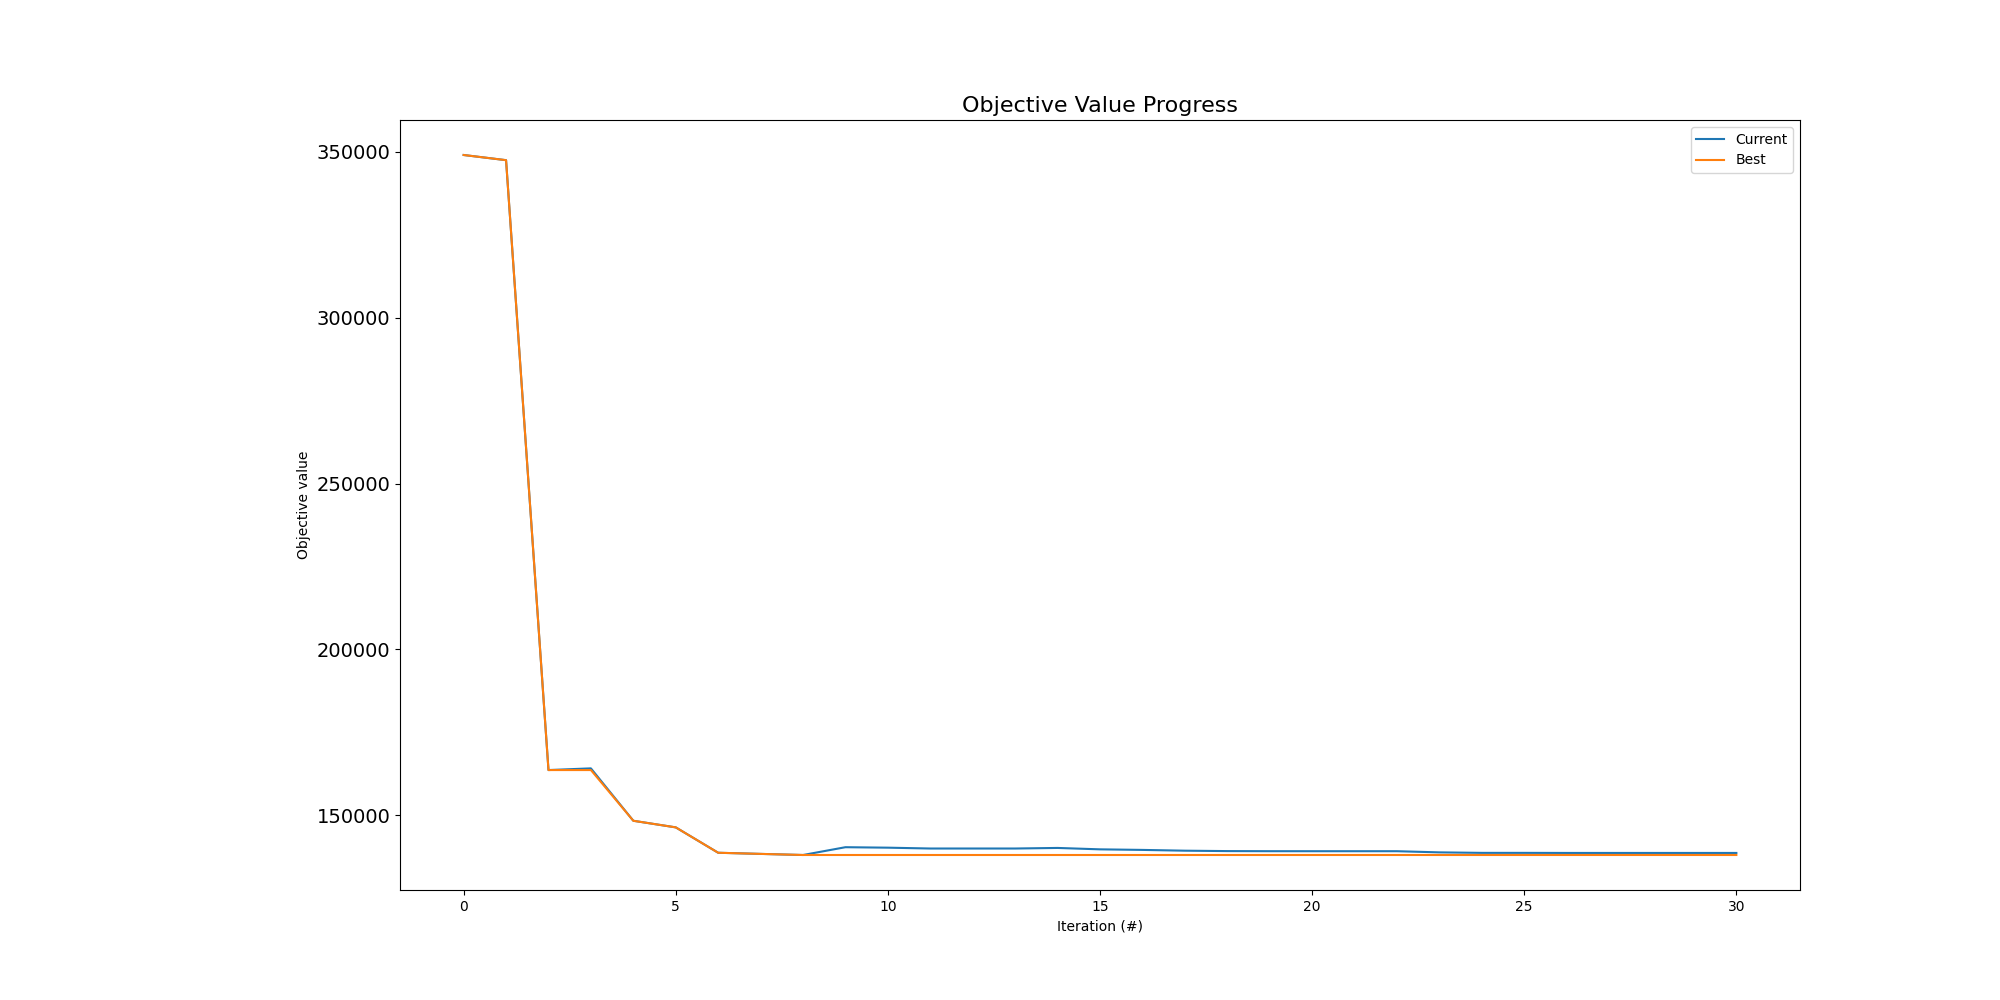 Objective Value Progress
Current
Best
350000
300000
250000
200000
150000
Objective value
0 5 10 15 20 25 30
Iteration (#)